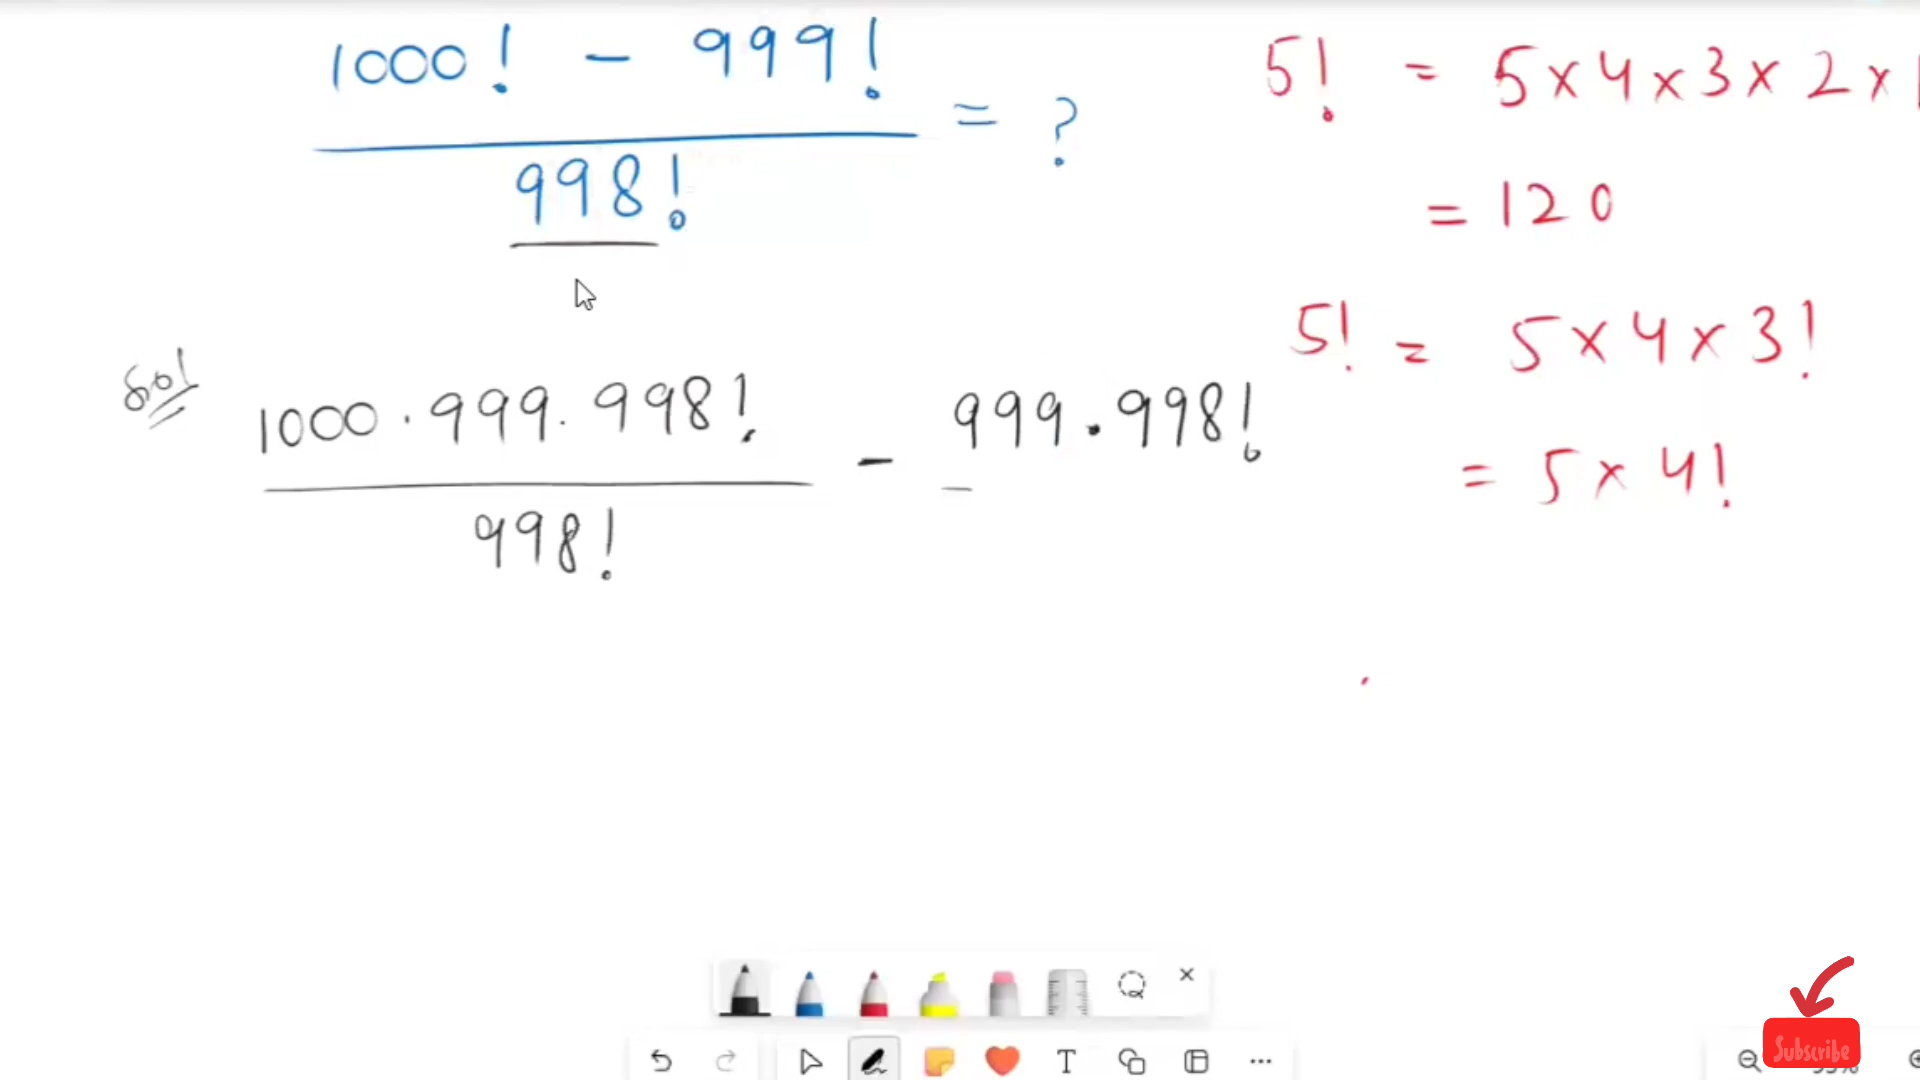 1000! - 999!
998!
= ?
Sol
1000 . 999 . 998!
998!
- 999 . 998!
5! = 5 x 4 x 3 x 2 x 1
= 120
5! = 5 x 4 x 3!
= 5 x 4!
T
Subscribe